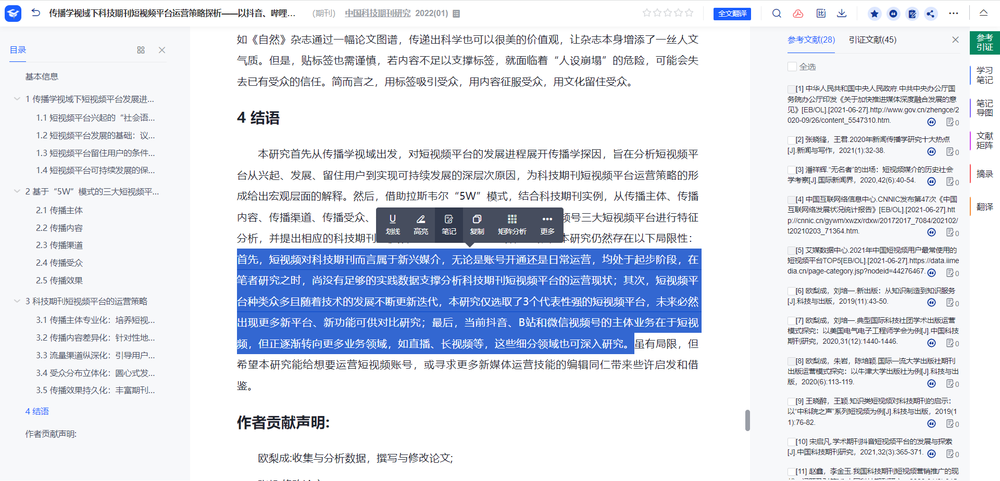 传播学视域下科技期刊短视频平台运营策略探析——以抖音、哔哩...
(期刊)
中国科技期刊研究 2022(01)
全文翻译
目录
基本信息
1 传播学视域下短视频平台发展进...
1.1 短视频平台兴起的“社会语...
1.2 短视频平台发展的基础：议...
1.3 短视频平台留住用户的条件...
1.4 短视频平台可持续发展的保...
2 基于“5W”模式的三大短视频平...
2.1 传播主体
2.2 传播内容
2.3 传播渠道
2.4 传播受众
2.5 传播效果
3 科技期刊短视频平台的运营策略
3.1 传播主体专业化：培养短视...
3.2 传播内容差异化：针对性地...
3.3 流量渠道纵深化：引导用户...
3.4 受众分布立体化：圆心式发...
3.5 传播效果持久化：丰富期刊...
4 结语
作者贡献声明:
如《自然》杂志通过一幅论文图谱，传递出科学也可以很美的价值观，让杂志本身增添了一丝人文
气质。但是，贴标签也需谨慎，若内容不足以支撑标签，就面临着“人设崩塌”的危险，可能会失
去已有受众的信任。简而言之，用标签吸引受众，用内容征服受众，用文化留住受众。
4 结语
本研究首先从传播学视域出发，对短视频平台的发展进程展开传播学探因，旨在分析短视频平
台从兴起、发展、留住用户到实现可持续发展的深层次原因，为科技期刊短视频平台运营策略的形
成给出宏观层面的解释。然后，借助拉斯韦尔“5W”模式，结合科技期刊实例，从传播主体、传播
内容、传播渠道、传播受众、
频号三大短视频平台进行特征
分析，并提出相应的科技期刊
本研究仍然存在以下局限性：
划线
高亮
笔记
复制
矩阵分析
更多
首先，短视频对科技期刊而言属于新兴媒介，无论是账号开通还是日常运营，均处于起步阶段，在
笔者研究之时，尚没有足够的实践数据支撑分析科技期刊短视频平台的运营现状；其次，短视频平
台种类众多且随着技术的发展不断更新迭代，本研究仅选取了3个代表性强的短视频平台，未来必然
出现更多新平台、新功能可供对比研究；最后，当前抖音、B站和微信视频号的主体业务在于短视
频，但正逐渐转向更多业务领域，如直播、长视频等，这些细分领域也可深入研究。虽有局限，但
希望本研究能给想要运营短视频账号，或寻求更多新媒体运营技能的编辑同仁带来些许启发和借
鉴。
作者贡献声明:
欧梨成:收集与分析数据，撰写与修改论文;
参考文献(28)
引证文献(45)
全选
[1] 中华人民共和国中央人民政府.中共中央办公厅国
务院办公厅印发《关于加快推进媒体深度融合发展的意
见》[EB/OL].[2021-06-27].http://www.gov.cn/zhengce/2
020-09/26/content_5547310.htm.
0
[2] 张晓锋，王君.2020年新闻传播学研究十大热点
[J].新闻与写作，2021(1):32-38.
0
[3] 潘祥辉.“无名者”的出场：短视频媒介的历史社会
学考察[J].国际新闻界，2020,42(6):40-54.
0
[4] 中国互联网络信息中心.CNNIC发布第47次《中国
互联网络发展状况统计报告》[EB/OL].[2021-06-27].htt
p://cnnic.cn/gywm/xwzx/rdxw/20172017_7084/202102/
t20210203_71364.htm.
0
[5] 艾媒数据中心.2021年中国短视频用户最常使用的
短视频平台TOP5[EB/OL].[2021-06-27].https://data.iime
dia.cn/page-category.jsp?nodeid=44276467.
0
[6] 欧梨成，刘培一.新出版：从知识制造到知识服务
[J].科技与出版，2019(11):43-50.
0
[7] 欧梨成，刘培一.典型国际科技社团学术出版运营
模式探究：以美国电气电子工程师学会为例[J].中国科技
期刊研究，2020,31(12):1440-1446.
0
[8] 欧梨成，朱岩，陈培颖.国际一流大学出版社期刊
出版运营模式探究：以牛津大学出版社为例[J].科技与出
版，2020(6):113-119.
0
[9] 王晓醉，王颖.知识类短视频对科技期刊的启示：
以“中科院之声”系列短视频为例[J].科技与出版，2019(1
1):76-82.
0
[10] 宋启凡.学术期刊抖音短视频平台的发展与探索
[J].中国科技期刊研究，2021,32(3):365-371.
0
[11] 赵鑫，李金玉.我国科技期刊短视频营销推广的现
参考
引证
学习
笔记
笔记
导图
文献
矩阵
摘录
翻译